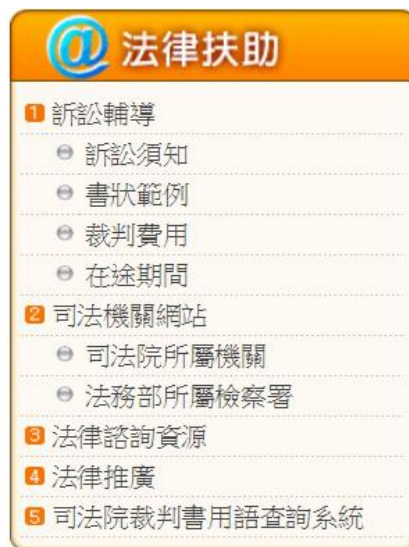 @ 法律扶助
1 訴訟輔導
訴訟須知
書狀範例
裁判費用
在途期間
2 司法機關網站
司法院所屬機關
法務部所屬檢察署
3 法律諮詢資源
4 法律推廣
5 司法院裁判書用語查詢系統